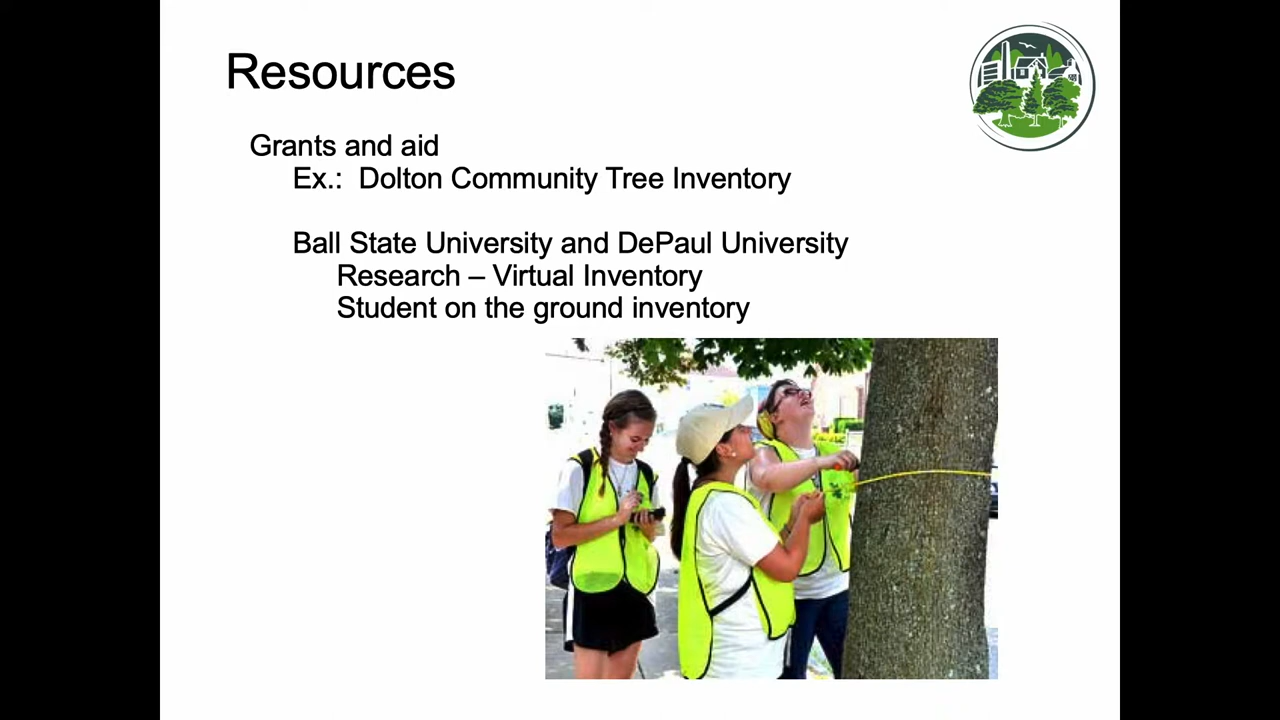 Resources
Grants and aid
Ex.: Dolton Community Tree Inventory
Ball State University and DePaul University
Research – Virtual Inventory
Student on the ground inventory